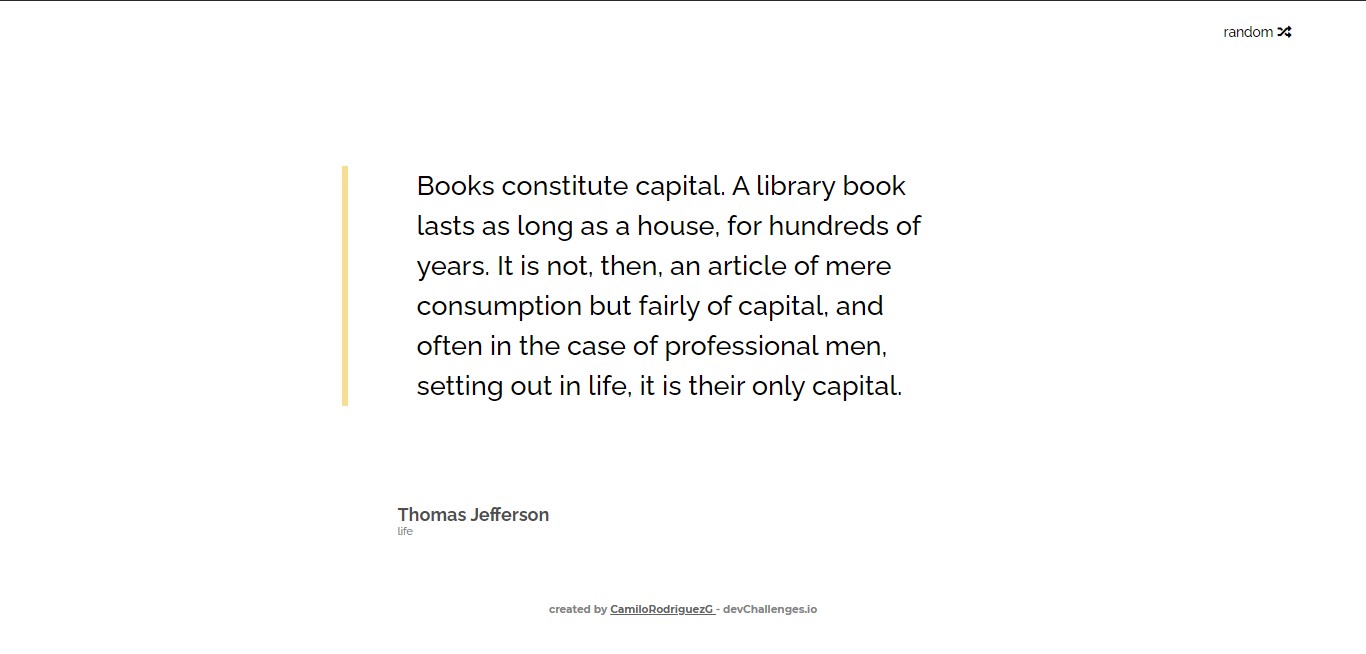 random
Books constitute capital. A library book
lasts as long as a house, for hundreds of
years. It is not, then, an article of mere
consumption but fairly of capital, and
often in the case of professional men,
setting out in life, it is their only capital.
Thomas Jefferson
life
created by CamiloRodriguezG - devChallenges.io